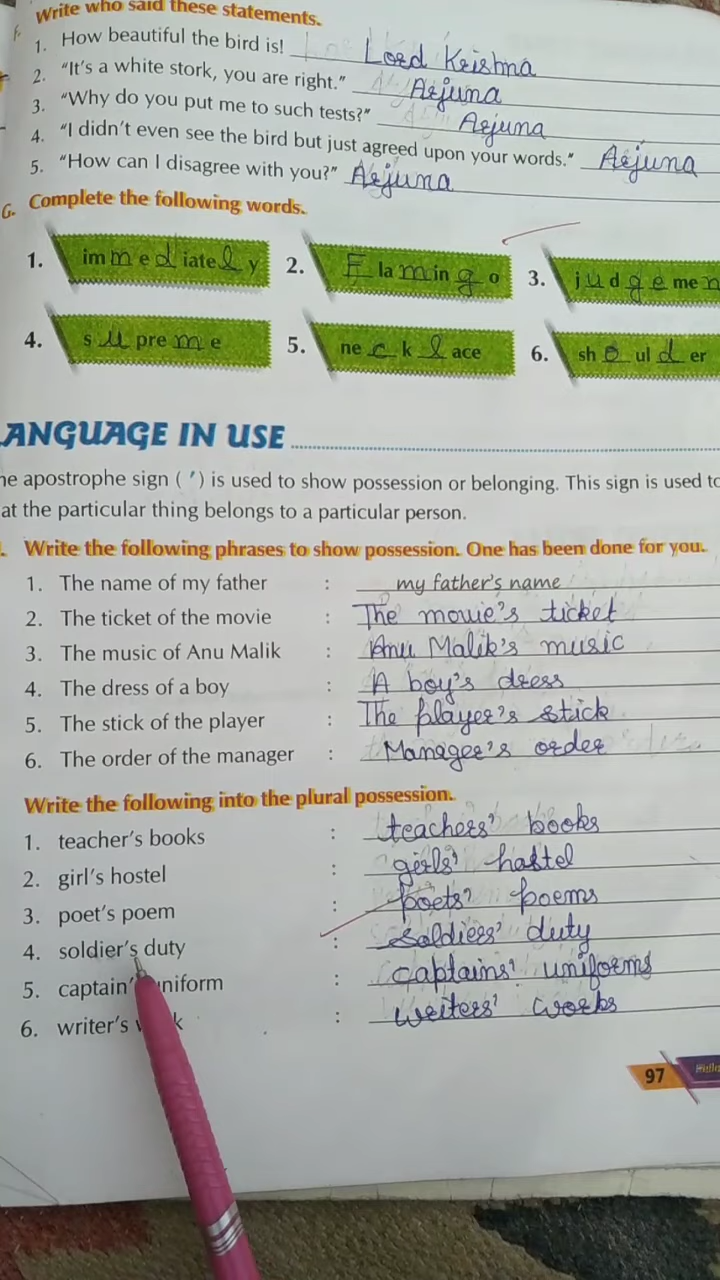 Write who said these statements.
1. How beautiful the bird is! Lord Krishna
2. "It's a white stork, you are right." Arjuna
3. "Why do you put me to such tests?" Arjuna
4. "I didn't even see the bird but just agreed upon your words." Arjuna
5. "How can I disagree with you?" Arjuna
G. Complete the following words.
1. immediately 2. Flamingo 3. judgemen
4. supreme 5. necklace 6. shoulder
ANGUAGE IN USE
he apostrophe sign (') is used to show possession or belonging. This sign is used to
at the particular thing belongs to a particular person.
Write the following phrases to show possession. One has been done for you.
1. The name of my father : my father's name
2. The ticket of the movie : The movie's ticket
3. The music of Anu Malik : Anu Malik's music
4. The dress of a boy : A boy's dress
5. The stick of the player : The player's stick
6. The order of the manager : Manager's order
Write the following into the plural possession.
1. teacher's books : teachers' books
2. girl's hostel : girls' hostel
3. poet's poem : poets' poems
4. soldier's duty : soldiers' duty
5. captain' uniform : captains' uniforms
6. writer's : writers' works
97